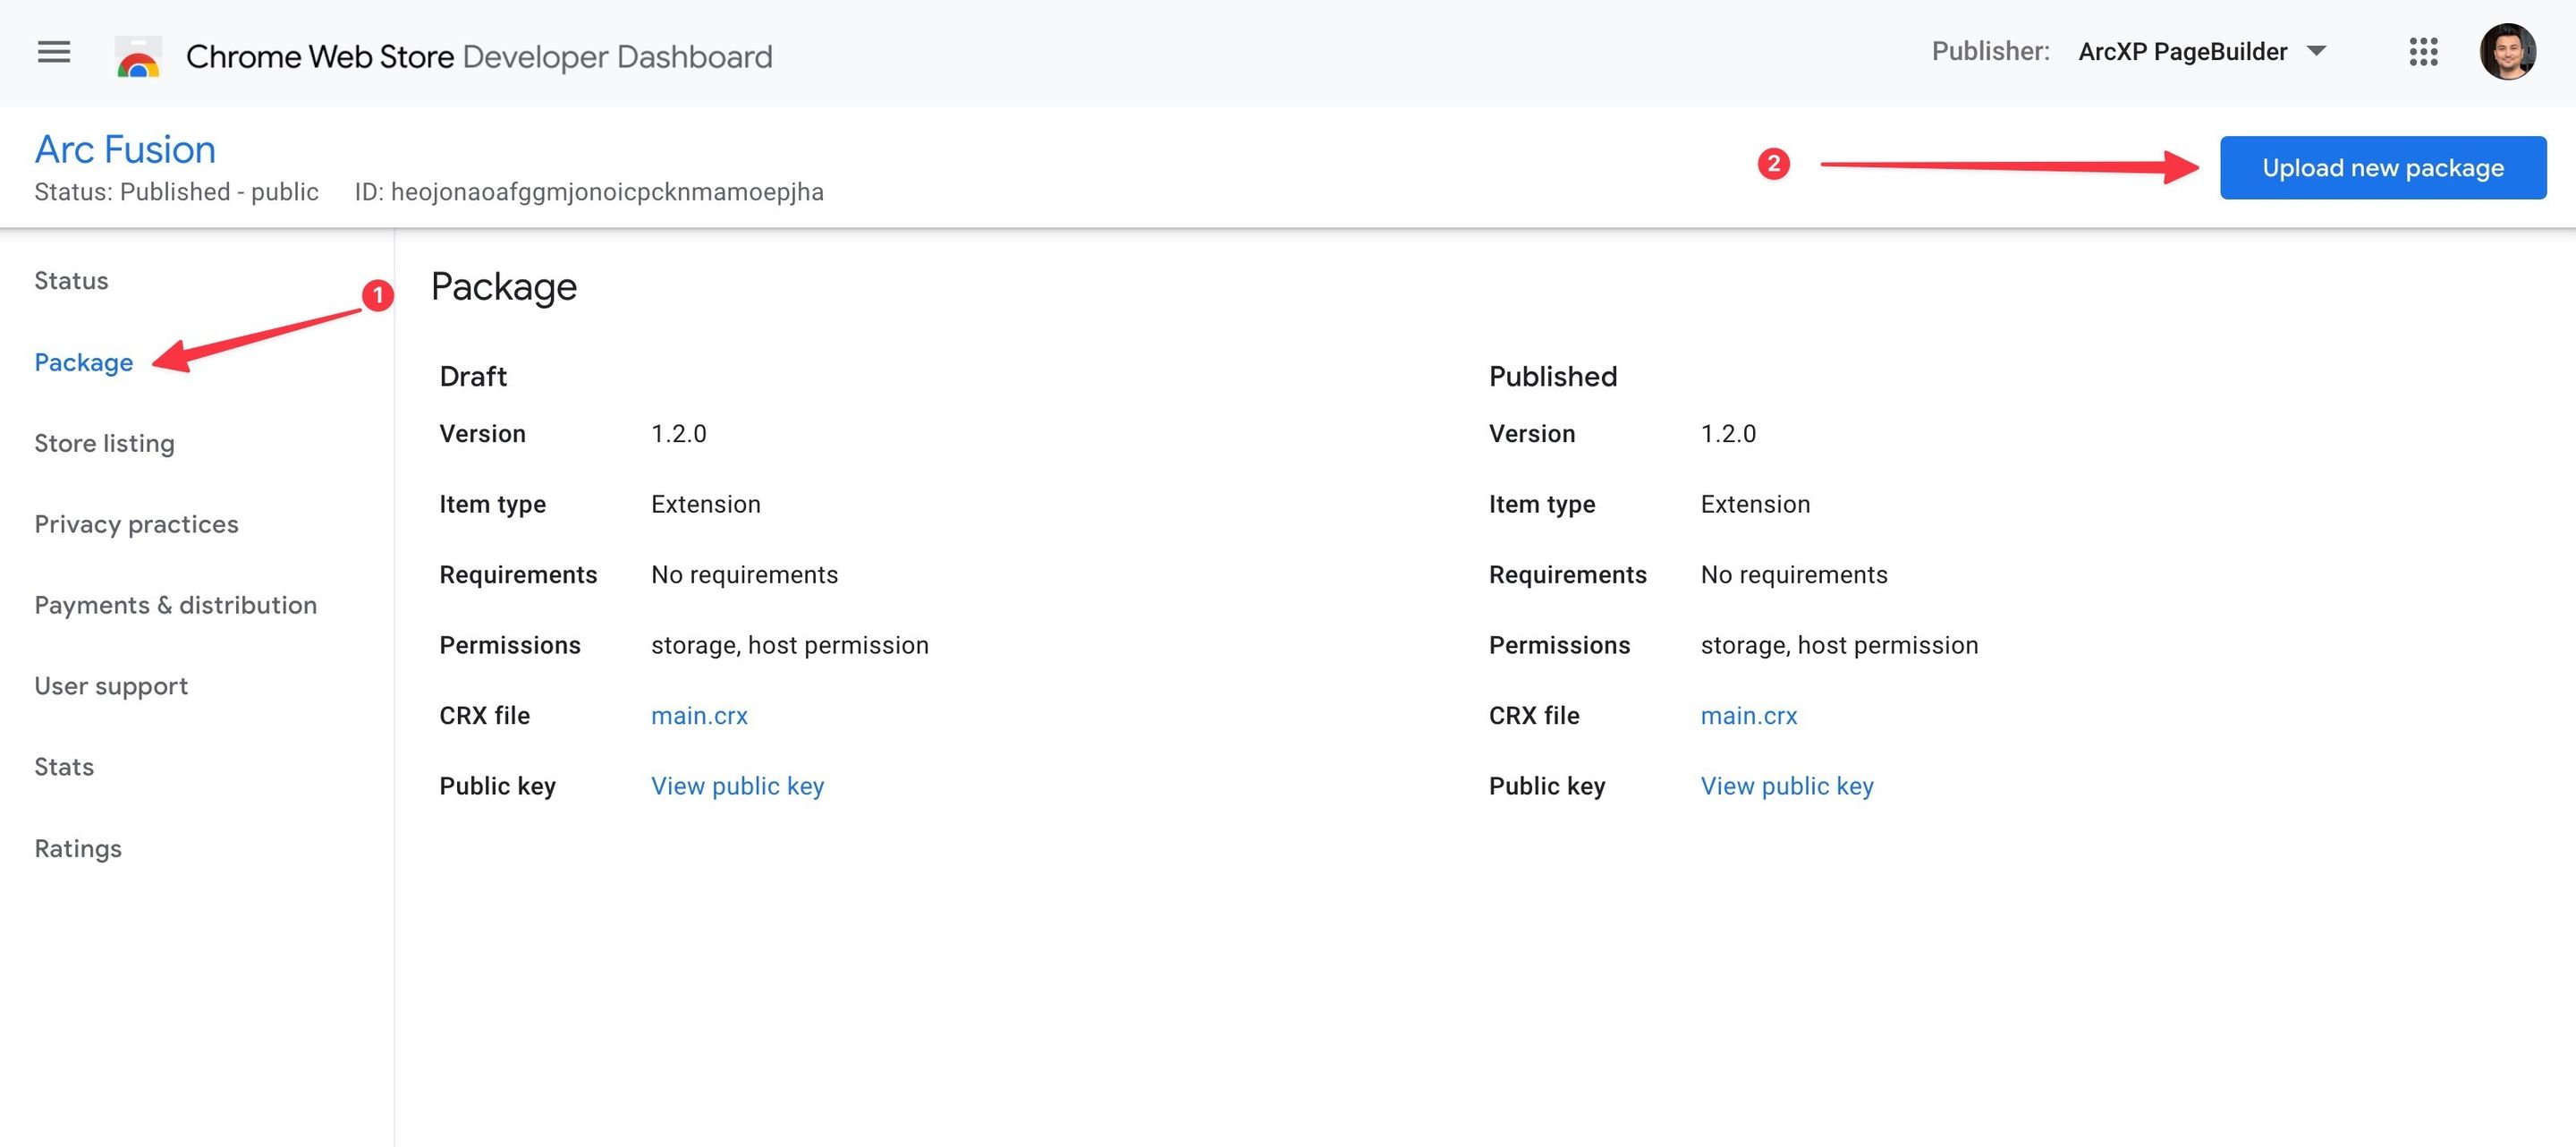 Chrome Web Store Developer Dashboard
Publisher: ArcXP PageBuilder
Arc Fusion
Status: Published - public ID: heojonaoafggmjonoicpcknmamoepjha
2
Upload new package
Status
1
Package
Store listing
Privacy practices
Payments & distribution
User support
Stats
Ratings
Package
Draft
Version 1.2.0
Item type Extension
Requirements No requirements
Permissions storage, host permission
CRX file main.crx
Public key View public key
Published
Version 1.2.0
Item type Extension
Requirements No requirements
Permissions storage, host permission
CRX file main.crx
Public key View public key